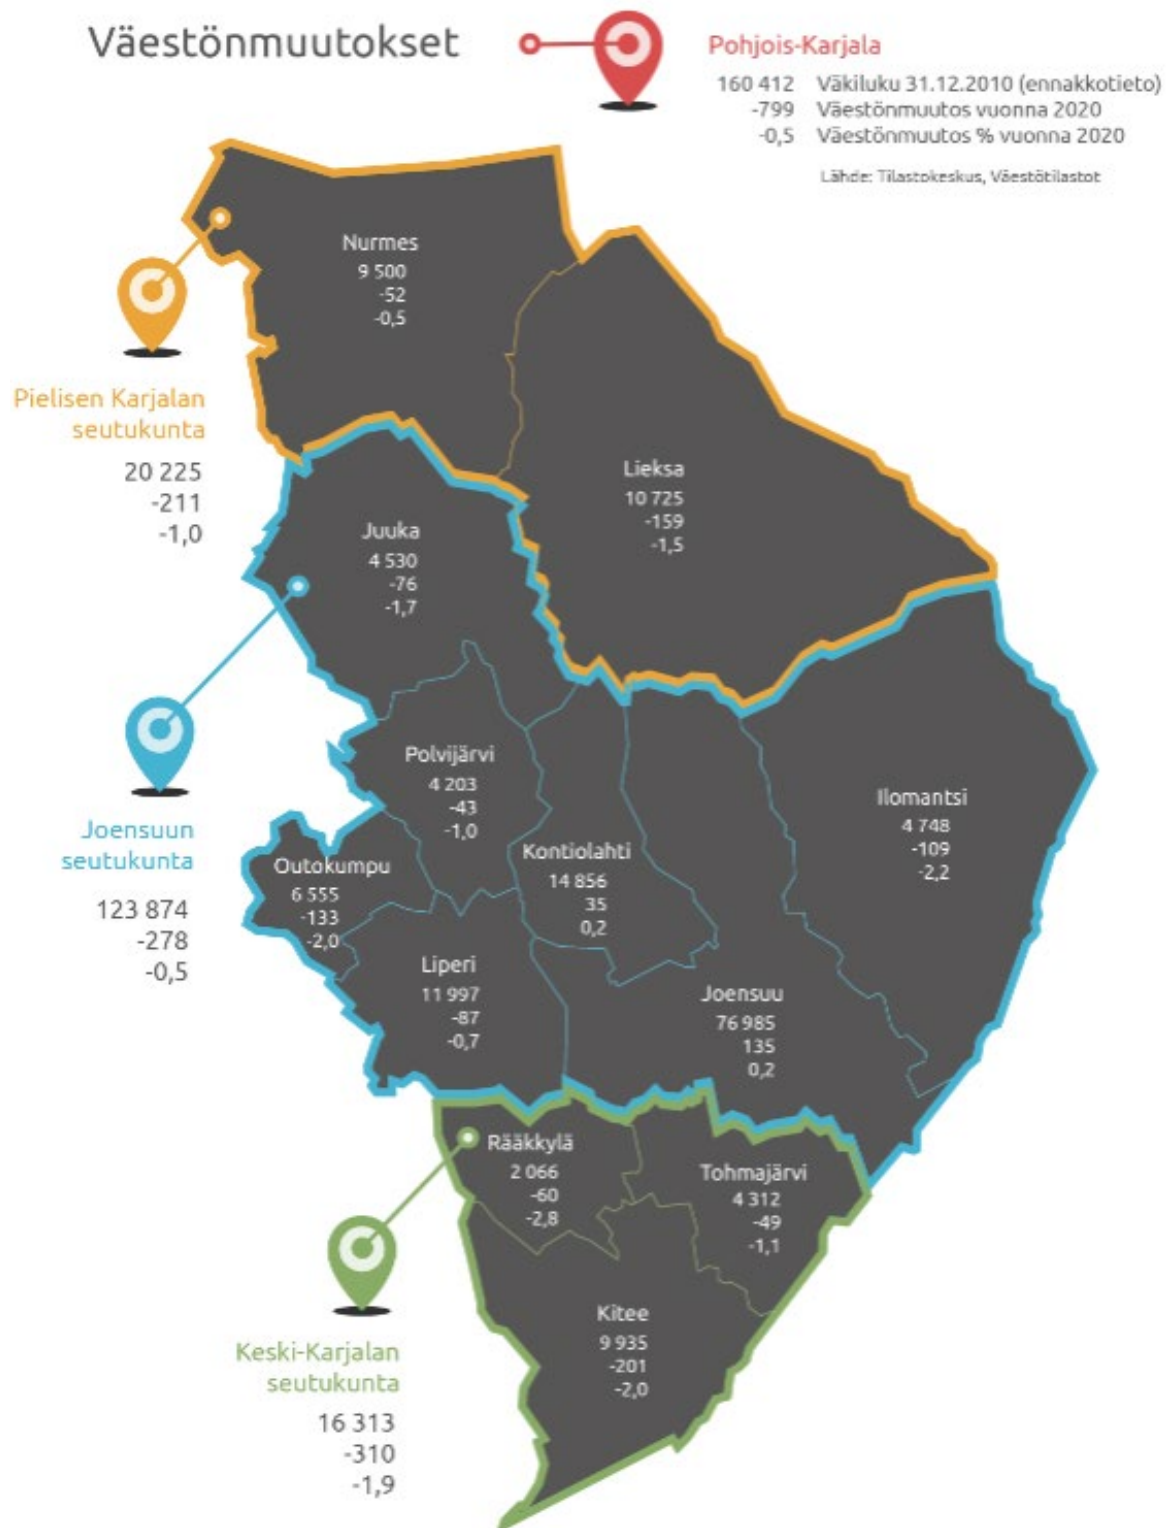 Väestönmuutokset
Pohjois-Karjala
160 412 Väkiluku 31.12.2010 (ennakkotieto)
-799 Väestönmuutos vuonna 2020
-0,5 Väestönmuutos % vuonna 2020
Lähde: Tilastokeskus, Väestötilastot
Nurmes
9 500
-52
-0,5
Pielisen Karjalan
seutukunta
20 225
-211
-1,0
Lieksa
10 725
-159
-1,5
Juuka
4 530
-76
-1,7
Polvijärvi
4 203
-43
-1,0
Ilomantsi
4 748
-109
-2,2
Joensuun
seutukunta
123 874
-278
-0,5
Outokumpu
6 555
-133
-2,0
Kontiolahti
14 856
35
0,2
Liperi
11 997
-87
-0,7
Joensuu
76 985
135
0,2
Rääkkylä
2 066
-60
-2,8
Tohmajärvi
4 312
-49
-1,1
Kitee
9 935
-201
-2,0
Keski-Karjalan
seutukunta
16 313
-310
-1,9